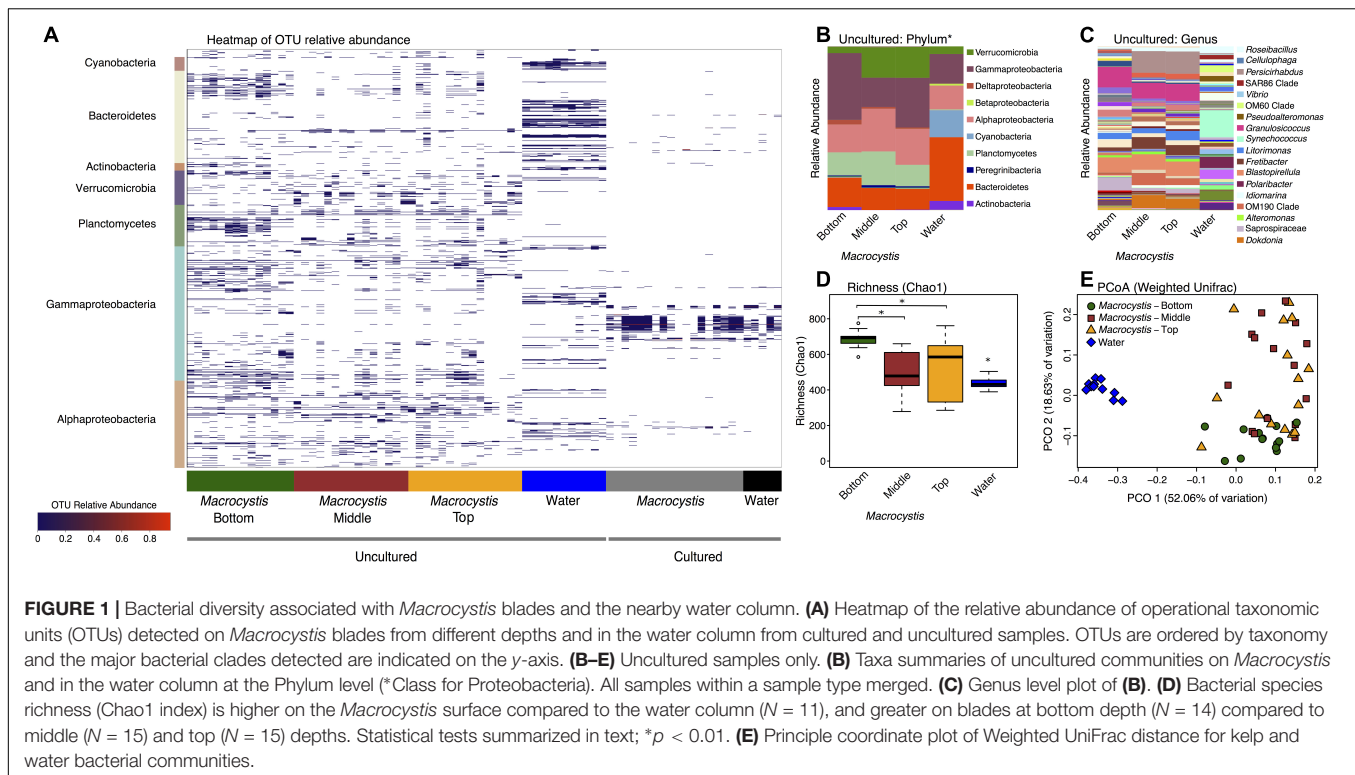 A
Heatmap of OTU relative abundance
Cyanobacteria
Bacteroidetes
Actinobacteria
Verrucomicrobia
Planctomycetes
Gammaproteobacteria
Alphaproteobacteria
OTU Relative Abundance
0 0.2 0.4 0.6 0.8
Macrocystis
Bottom
Macrocystis
Middle
Macrocystis
Top
Water
Macrocystis
Water
Uncultured
Cultured
B
Uncultured: Phylum*
Relative Abundance
Verrucomicrobia
Gammaproteobacteria
Deltaproteobacteria
Betaproteobacteria
Alphaproteobacteria
Cyanobacteria
Planctomycetes
Peregrinibacteria
Bacteroidetes
Actinobacteria
Bottom
Middle
Top
Water
Macrocystis
C
Uncultured: Genus
Relative Abundance
Roseibacillus
Cellulophaga
Persicirhabdus
SAR86 Clade
Vibrio
OM60 Clade
Pseudoalteromonas
Granulosicoccus
Synechococcus
Litorimonas
Fretibacter
Blastopirellula
Polaribacter
Idiomarina
OM190 Clade
Alteromonas
Saprospiraceae
Dokdonia
Bottom
Middle
Top
Water
Macrocystis
D
Richness (Chao1)
Richness (Chao1)
800
600
400
200
0
*
*
*
Bottom
Middle
Top
Water
Macrocystis
E
PCoA (Weighted Unifrac)
Macrocystis – Bottom
Macrocystis – Middle
Macrocystis – Top
Water
PCO 2 (18.63% of variation)
0.2
0.1
0.0
−0.1
−0.4 −0.3 −0.2 −0.1 0.0 0.1 0.2
PCO 1 (52.06% of variation)
FIGURE 1 | Bacterial diversity associated with Macrocystis blades and the nearby water column. (A) Heatmap of the relative abundance of operational taxonomic
units (OTUs) detected on Macrocystis blades from different depths and in the water column from cultured and uncultured samples. OTUs are ordered by taxonomy
and the major bacterial clades detected are indicated on the y-axis. (B–E) Uncultured samples only. (B) Taxa summaries of uncultured communities on Macrocystis
and in the water column at the Phylum level (*Class for Proteobacteria). All samples within a sample type merged. (C) Genus level plot of (B). (D) Bacterial species
richness (Chao1 index) is higher on the Macrocystis surface compared to the water column (N = 11), and greater on blades at bottom depth (N = 14) compared to
middle (N = 15) and top (N = 15) depths. Statistical tests summarized in text; *p < 0.01. (E) Principle coordinate plot of Weighted UniFrac distance for kelp and
water bacterial communities.